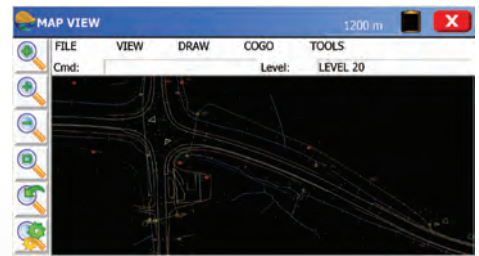 MAP VIEW 1200 m X
FILE VIEW DRAW COGO TOOLS
Cmd: Level: LEVEL 20